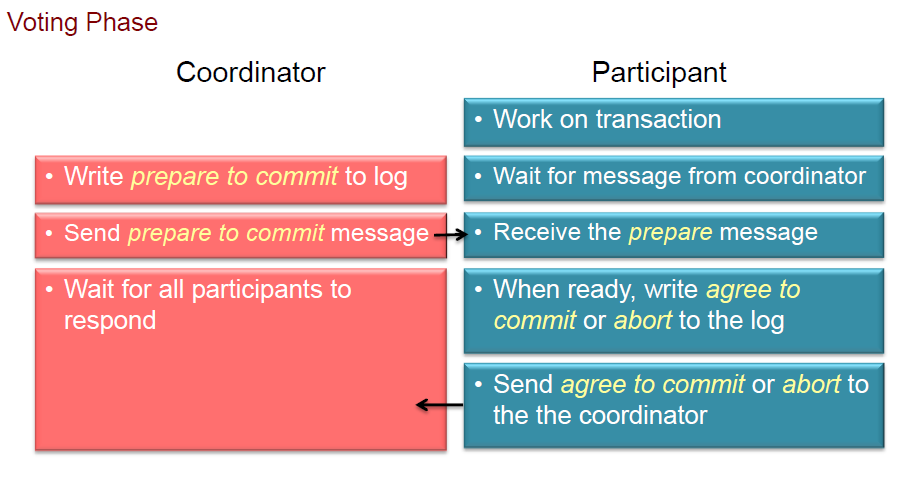 Voting Phase
Coordinator
Participant
• Work on transaction
• Write prepare to commit to log
• Wait for message from coordinator
• Send prepare to commit message
• Receive the prepare message
• Wait for all participants to
respond
• When ready, write agree to
commit or abort to the log
• Send agree to commit or abort to
the the coordinator